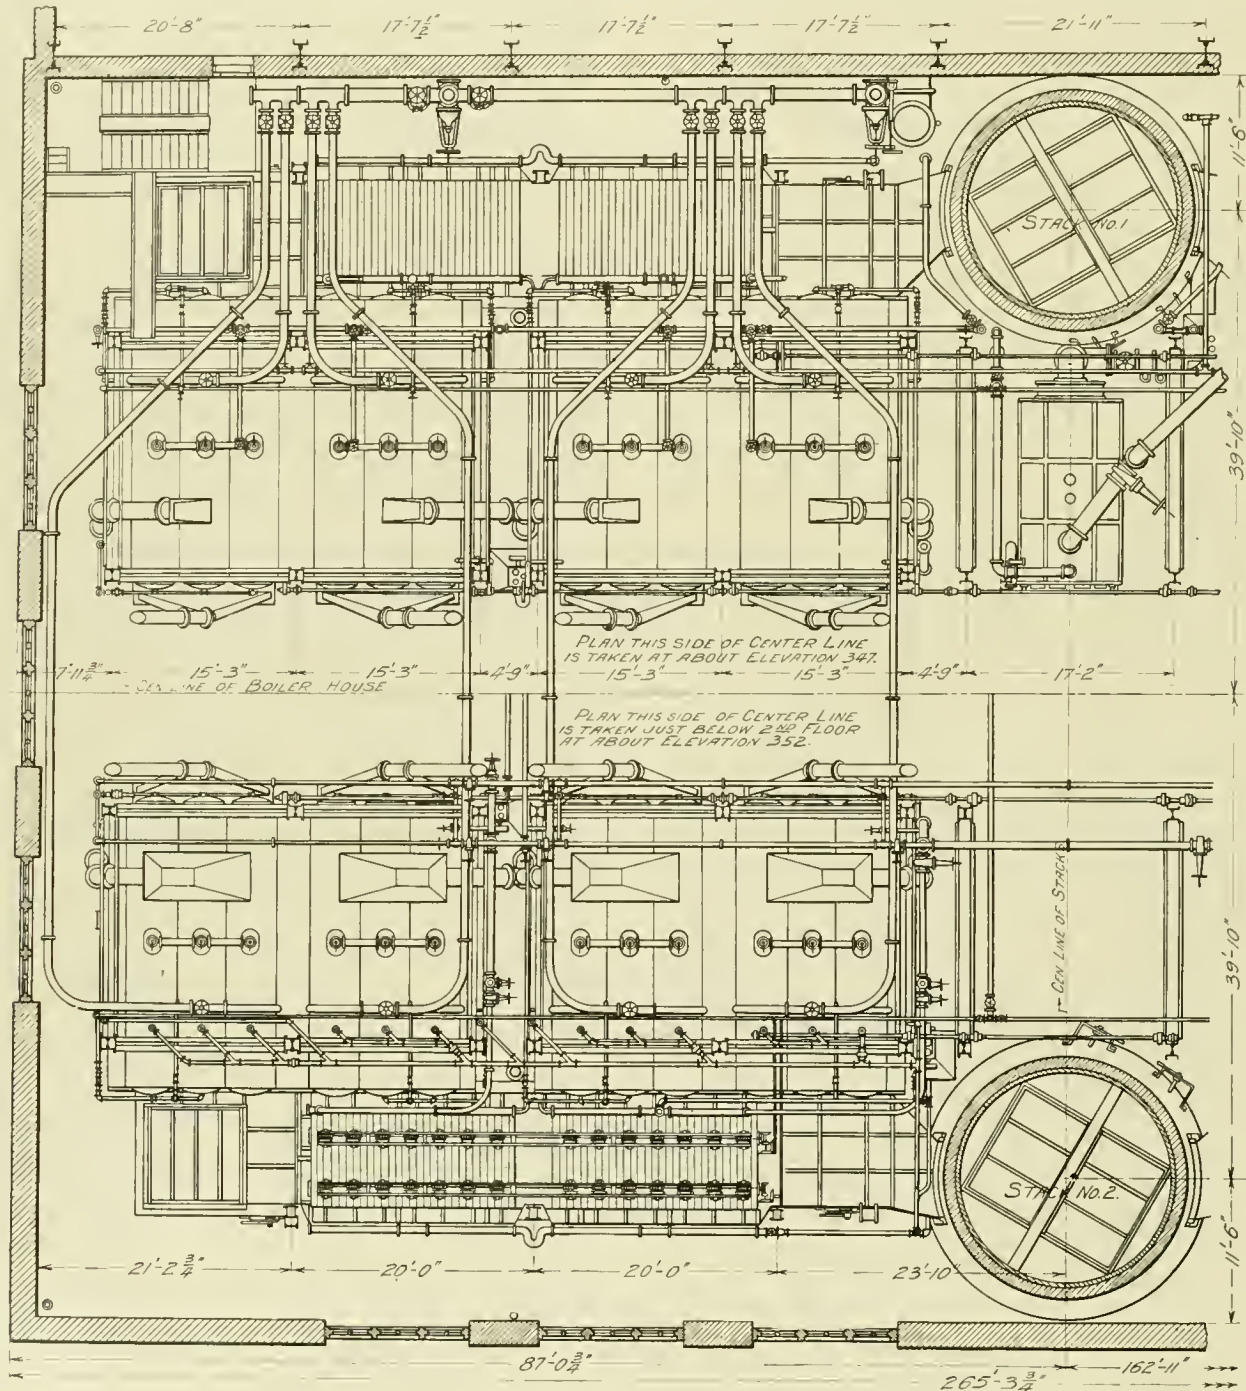 20'-8" 17'-7½" 17'-7½" 17'-7½" 21'-11"
11'-6"
STACK NO.1
39'-10"
PLAN THIS SIDE OF CENTER LINE
IS TAKEN AT ABOUT ELEVATION 347.
7'-11¾" 15'-3" 15'-3" 4'-9" 15'-3" 15'-3" 4'-9" 17'-2"
CEN LINE OF BOILER HOUSE
PLAN THIS SIDE OF CENTER LINE
IS TAKEN JUST BELOW 2ND FLOOR
AT ABOUT ELEVATION 352.
CEN LINE OF STACKS
39'-10"
STACK NO.2.
11'-6"
21'-2¾" 20'-0" 20'-0" 23'-10"
87'-0¾" 162'-11"
265'-3¾"